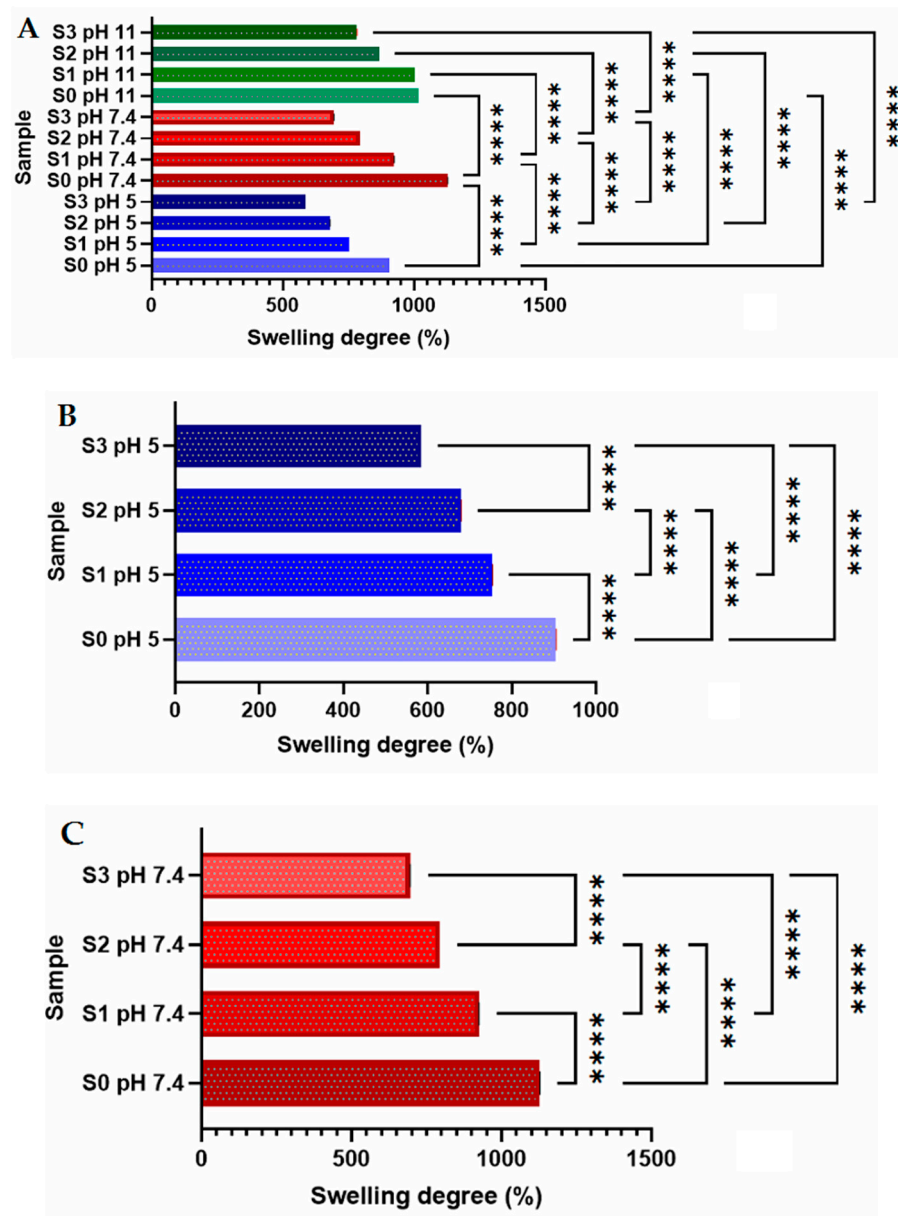 A
S3 pH 11
S2 pH 11
S1 pH 11
S0 pH 11
S3 pH 7.4
S2 pH 7.4
S1 pH 7.4
S0 pH 7.4
S3 pH 5
S2 pH 5
S1 pH 5
S0 pH 5
Sample
**** **** **** **** **** ****
**** **** **** **** **** ****
0 500 1000 1500
Swelling degree (%)
B
S3 pH 5
S2 pH 5
S1 pH 5
S0 pH 5
Sample
**** **** **** **** **** ****
0 200 400 600 800 1000
Swelling degree (%)
C
S3 pH 7.4
S2 pH 7.4
S1 pH 7.4
S0 pH 7.4
Sample
**** **** **** **** **** ****
0 500 1000 1500
Swelling degree (%)